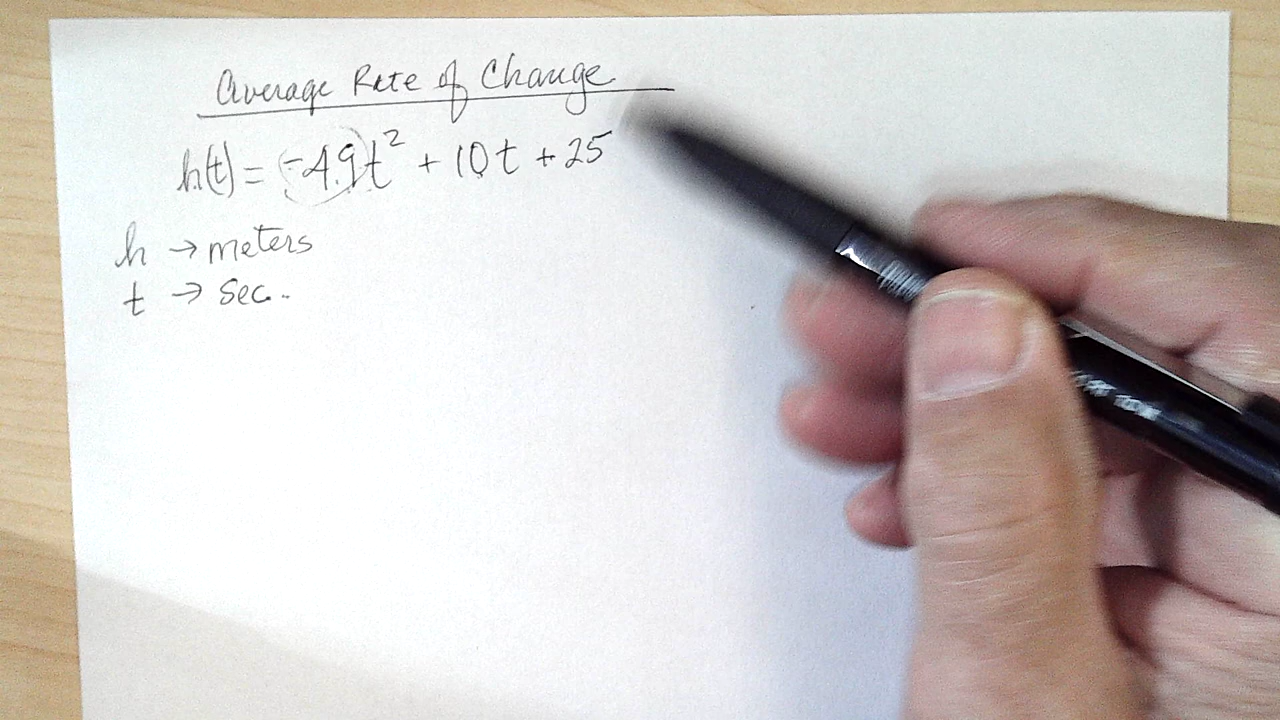 Average Rate of Change
h(t) = -4.9t² + 10t + 25
h → meters
t → sec.